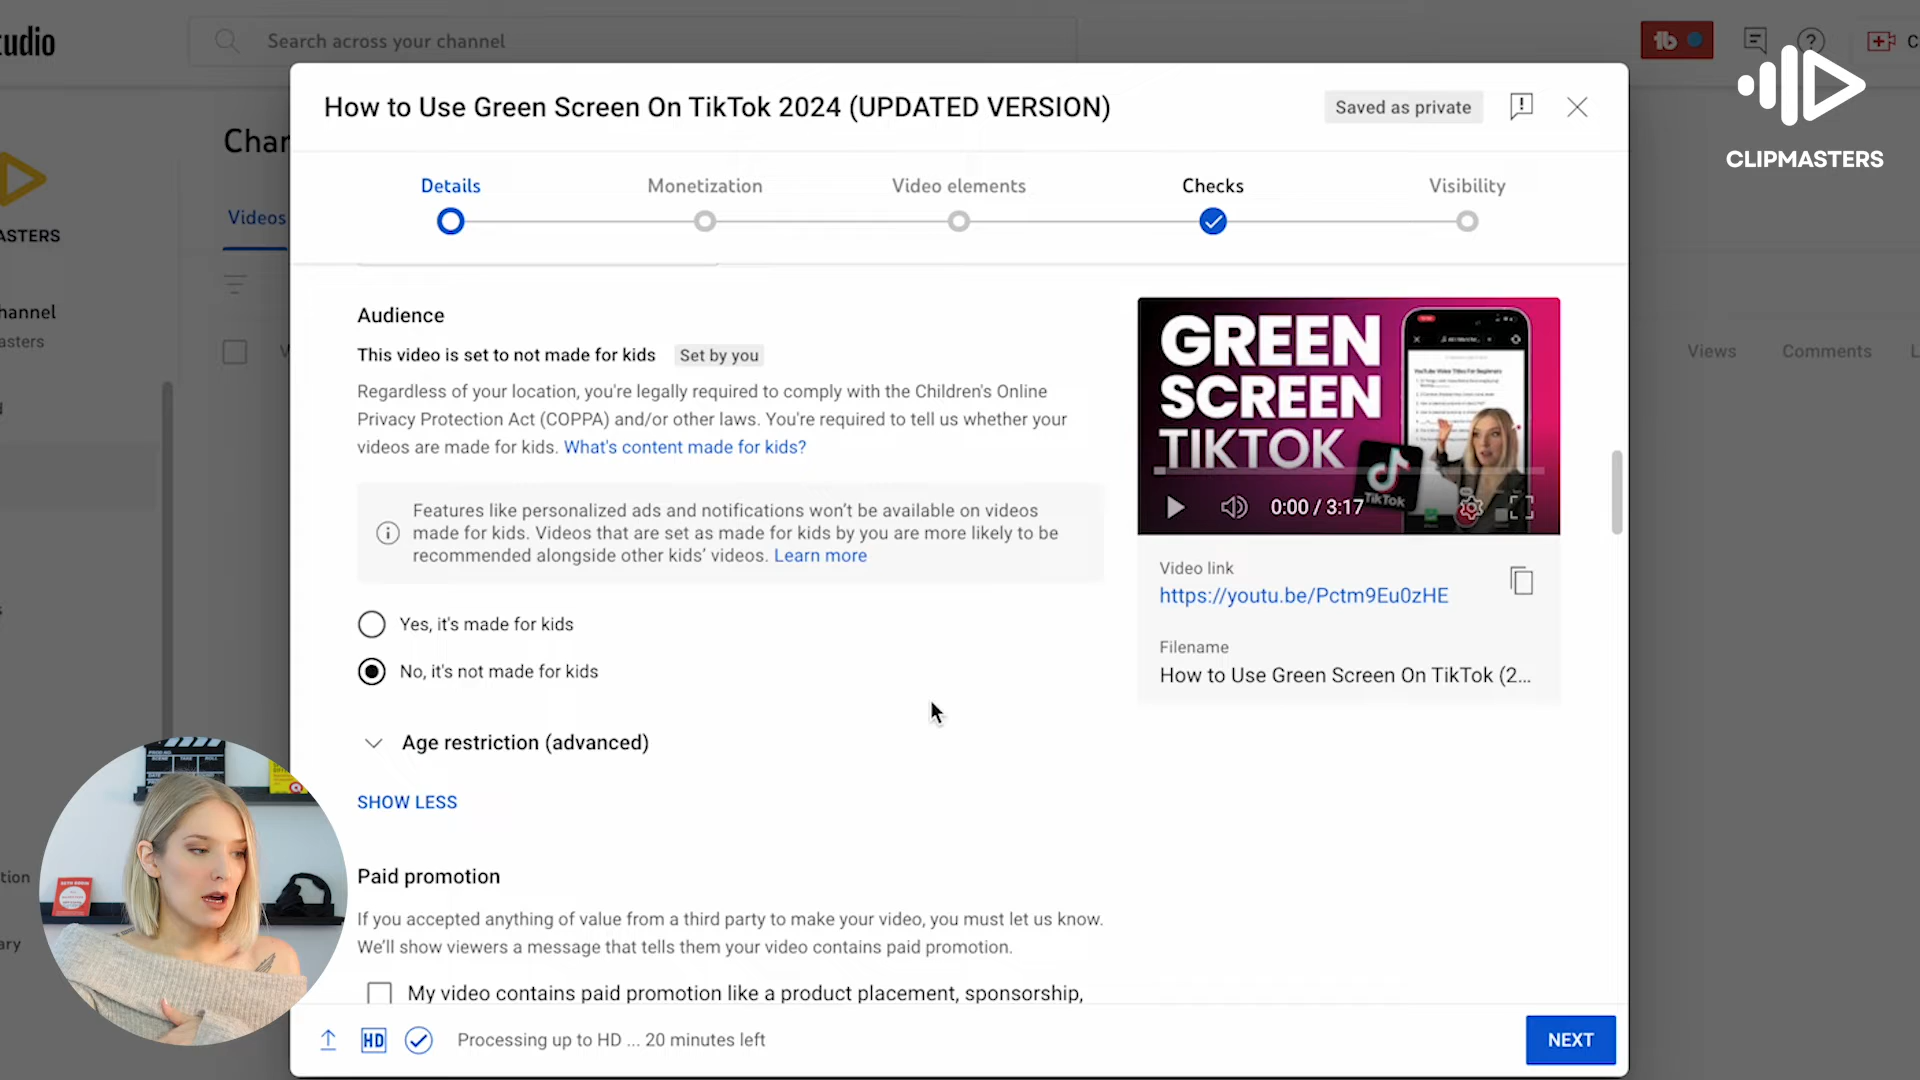 tudio
Search across your channel
CLIPMASTERS
How to Use Green Screen On TikTok 2024 (UPDATED VERSION)
Saved as private
Details
Monetization
Video elements
Checks
Visibility
Char
Videos
ASTERS
hannel
asters
Views
Comments
Audience
This video is set to not made for kids
Set by you
Regardless of your location, you're legally required to comply with the Children's Online
Privacy Protection Act (COPPA) and/or other laws. You're required to tell us whether your
videos are made for kids. What's content made for kids?
Features like personalized ads and notifications won't be available on videos
made for kids. Videos that are set as made for kids by you are more likely to be
recommended alongside other kids' videos. Learn more
Yes, it's made for kids
No, it's not made for kids
Age restriction (advanced)
SHOW LESS
GREEN
SCREEN
TIKTOK
TikTok
0:00 / 3:17
Video link
https://youtu.be/Pctm9Eu0zHE
Filename
How to Use Green Screen On TikTok (2...
Paid promotion
If you accepted anything of value from a third party to make your video, you must let us know.
We'll show viewers a message that tells them your video contains paid promotion.
My video contains paid promotion like a product placement, sponsorship,
tion
ary
HD
Processing up to HD ... 20 minutes left
NEXT